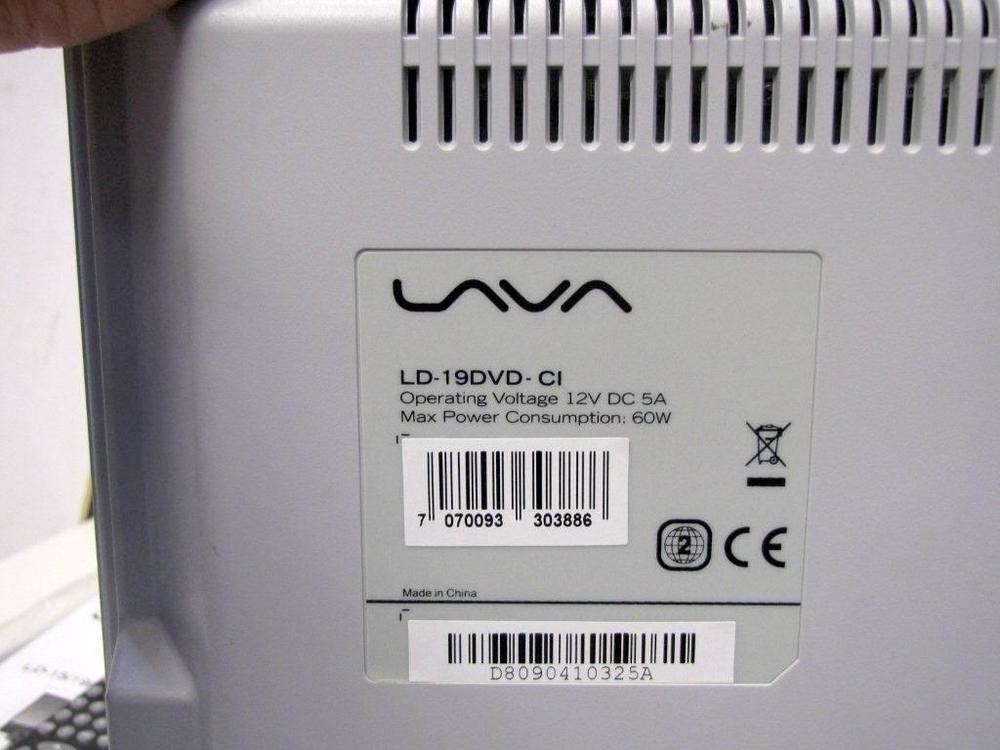 LAVA
LD-19DVD-CI
Operating Voltage 12V DC 5A
Max Power Consumption: 60W
7 070093 303886
2
CE
Made in China
D8090410325A